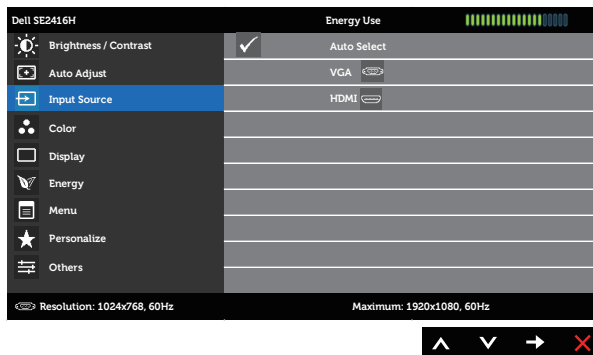 Dell SE2416H Energy Use
Brightness / Contrast
Auto Select
Auto Adjust
VGA
Input Source
HDMI
Color
Display
Energy
Menu
Personalize
Others
Resolution: 1024x768, 60Hz Maximum: 1920x1080, 60Hz